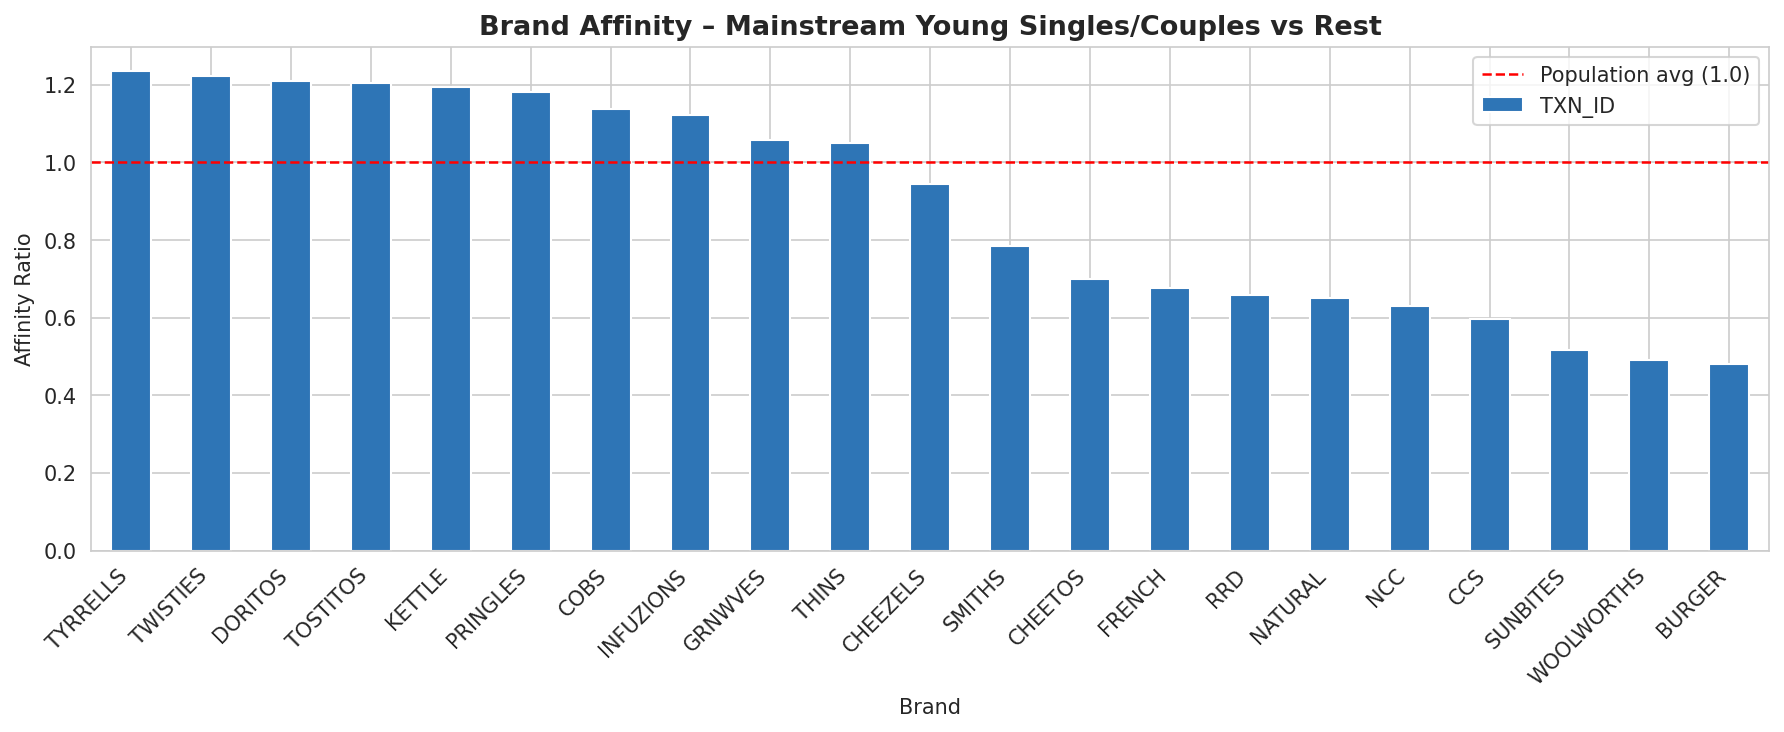 Brand Affinity – Mainstream Young Singles/Couples vs Rest
Population avg (1.0)
TXN_ID
Affinity Ratio
1.2
1.0
0.8
0.6
0.4
0.2
0.0
TYRRELLS
TWISTIES
DORITOS
TOSTITOS
KETTLE
PRINGLES
COBS
INFUZIONS
GRNWVES
THINS
CHEEZELS
SMITHS
CHEETOS
FRENCH
RRD
NATURAL
NCC
CCS
SUNBITES
WOOLWORTHS
BURGER
Brand